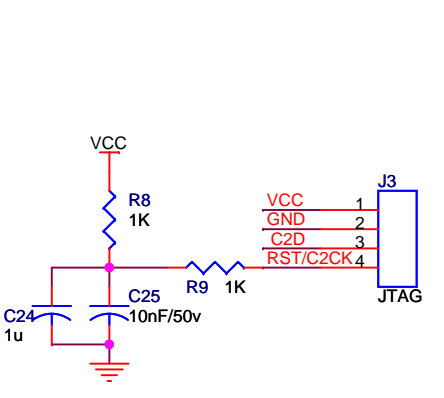 VCC
R8
1K
J3
VCC 1
GND 2
C2D 3
RST/C2CK 4
R9 1K
JTAG
C24
1u
C25
10nF/50v